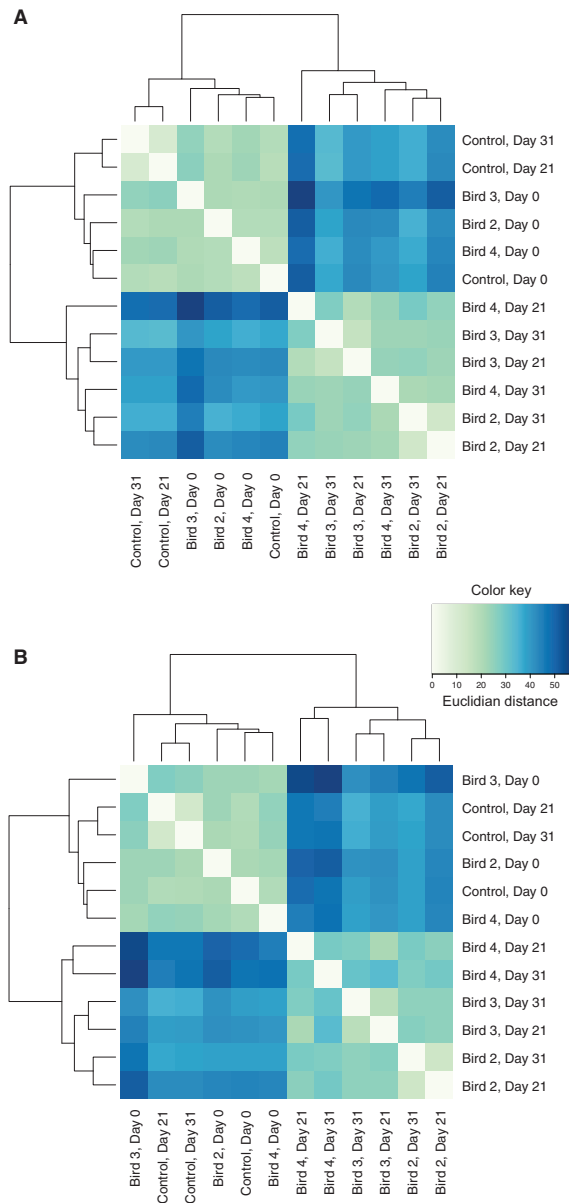 A
Control, Day 31
Control, Day 21
Bird 3, Day 0
Bird 2, Day 0
Bird 4, Day 0
Control, Day 0
Bird 4, Day 21
Bird 3, Day 31
Bird 3, Day 21
Bird 4, Day 31
Bird 2, Day 31
Bird 2, Day 21
Control, Day 31
Control, Day 21
Bird 3, Day 0
Bird 2, Day 0
Bird 4, Day 0
Control, Day 0
Bird 4, Day 21
Bird 3, Day 31
Bird 3, Day 21
Bird 4, Day 31
Bird 2, Day 31
Bird 2, Day 21
Color key
0 10 20 30 40 50
Euclidian distance
B
Bird 3, Day 0
Control, Day 21
Control, Day 31
Bird 2, Day 0
Control, Day 0
Bird 4, Day 0
Bird 4, Day 21
Bird 4, Day 31
Bird 3, Day 31
Bird 3, Day 21
Bird 2, Day 31
Bird 2, Day 21
Bird 3, Day 0
Control, Day 21
Control, Day 31
Bird 2, Day 0
Control, Day 0
Bird 4, Day 0
Bird 4, Day 21
Bird 4, Day 31
Bird 3, Day 31
Bird 3, Day 21
Bird 2, Day 31
Bird 2, Day 21